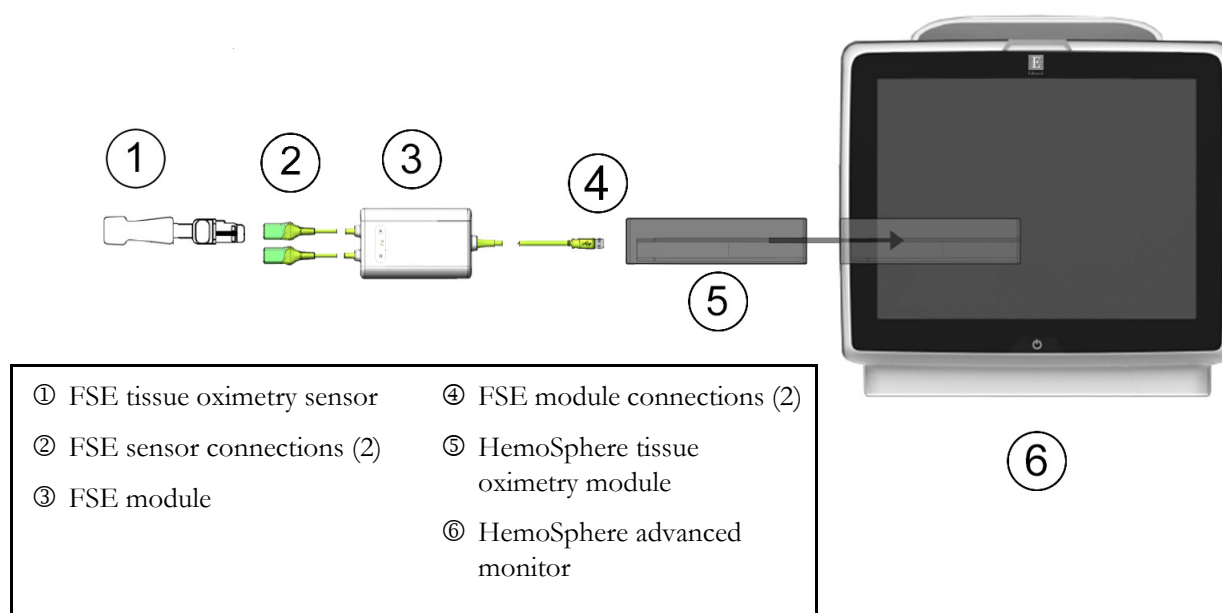 1
2
3
4
5
6
E
① FSE tissue oximetry sensor
② FSE sensor connections (2)
③ FSE module
④ FSE module connections (2)
⑤ HemoSphere tissue
oximetry module
⑥ HemoSphere advanced
monitor